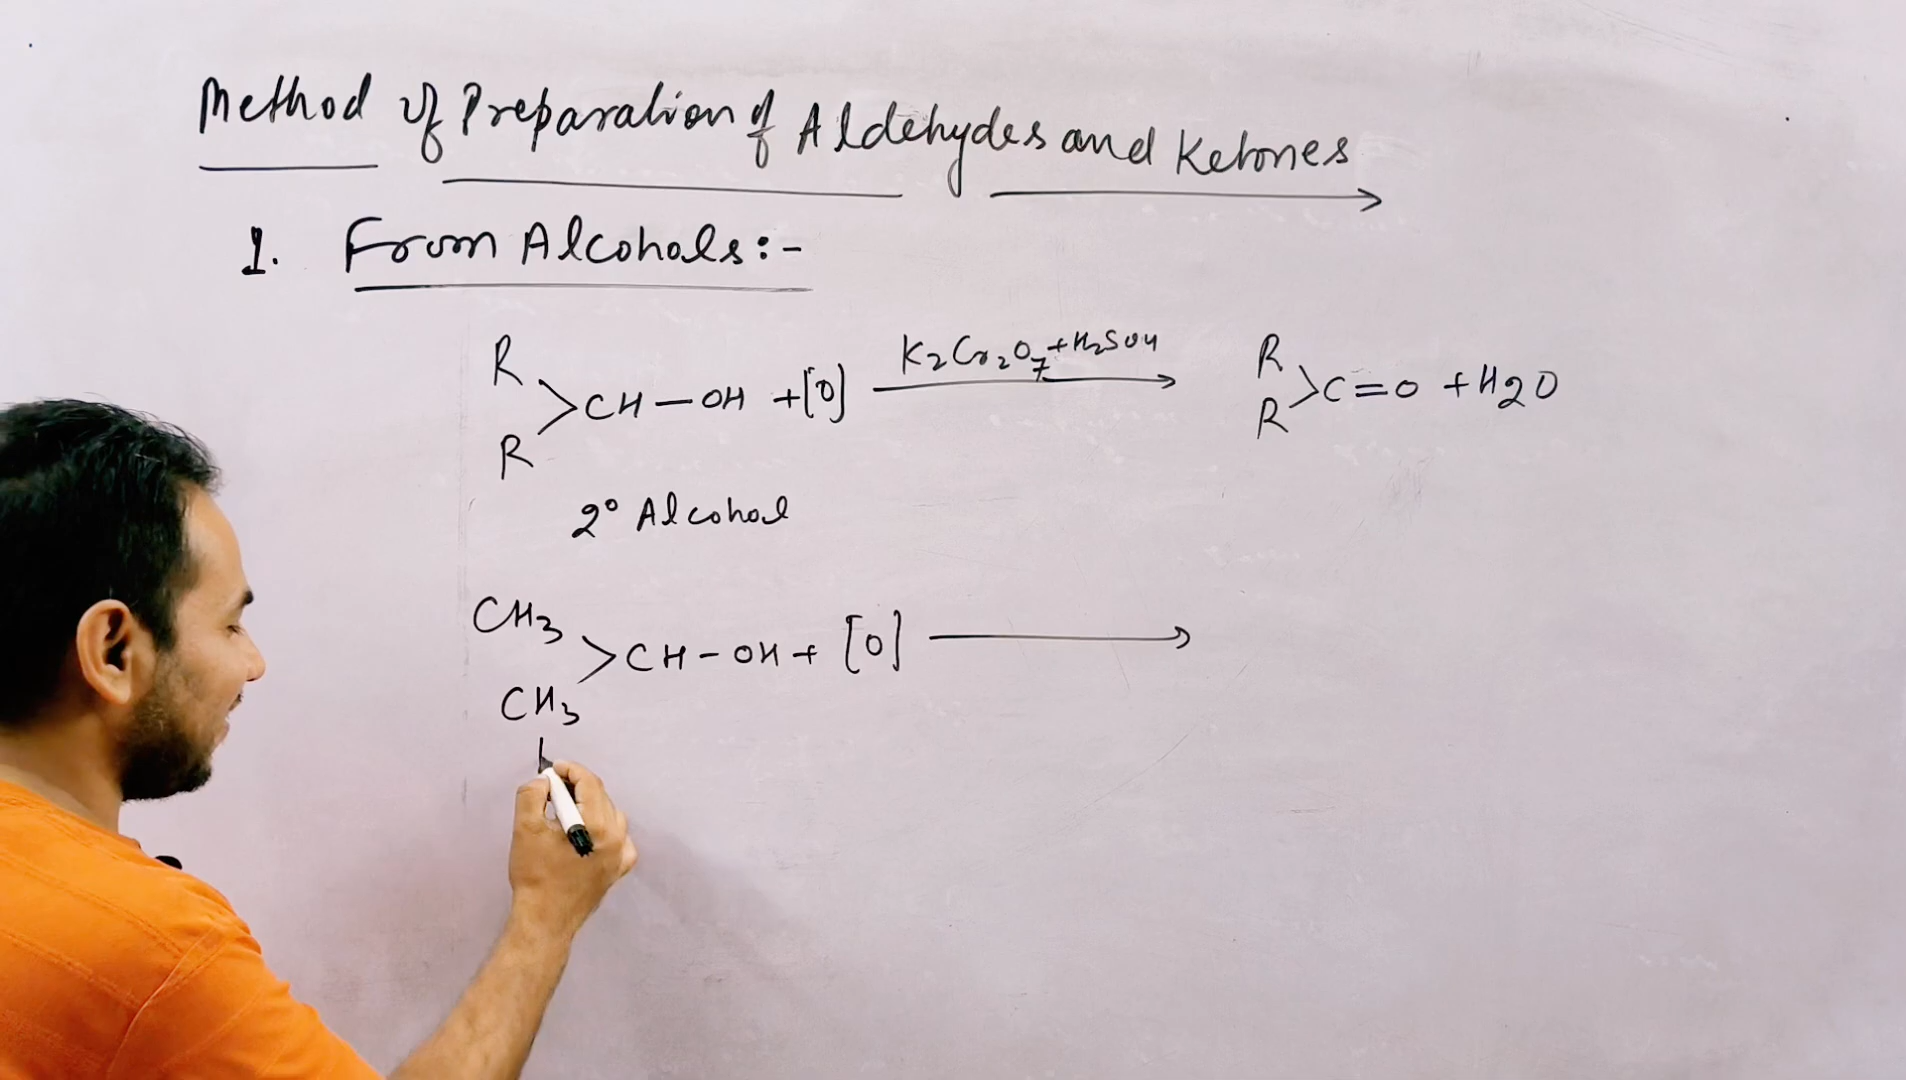 Method of Preparation of Aldehydes and Ketones
1. From Alcohols:-
R
R
>CH—OH +[O] K2Cr2O7+H2SO4 → R
R
>C=O +H2O
2° Alcohol
CH3
CH3
>CH-OH+ [O] →